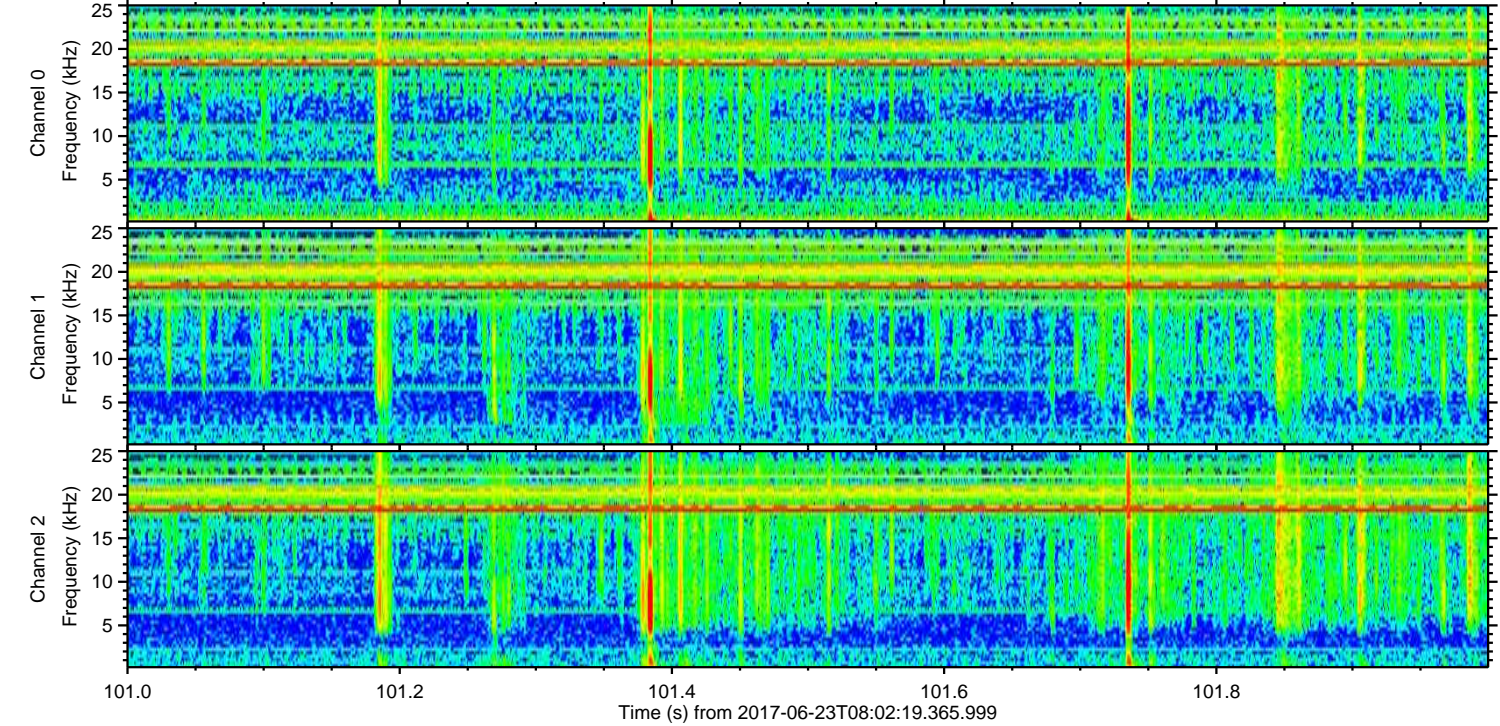 Channel 0
Frequency (kHz)
25
20
15
10
5
Channel 1
Frequency (kHz)
25
20
15
10
5
Channel 2
Frequency (kHz)
25
20
15
10
5
101.0 101.2 101.4 101.6 101.8
Time (s) from 2017-06-23T08:02:19.365.999